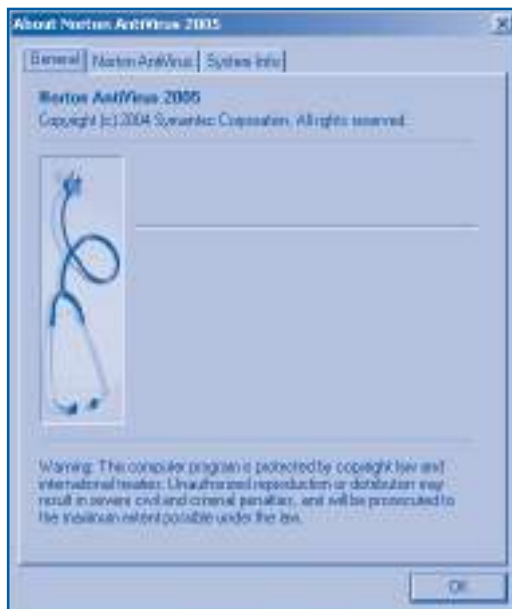 About Norton AntiVirus 2005
General Norton AntiVirus System Info
Norton AntiVirus 2005
Copyright (c) 2004 Symantec Corporation. All rights reserved.
Warning: This computer program is protected by copyright law and
international treaties. Unauthorized reproduction or distribution may
result in severe civil and criminal penalties, and will be prosecuted to
the maximum extent possible under the law.
OK